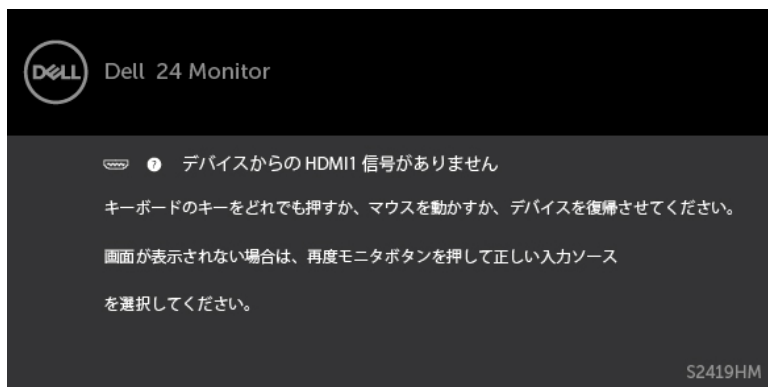 DELL
Dell 24 Monitor
? デバイスからの HDMI1 信号がありません
キーボードのキーをどれでも押すか、マウスを動かすか、デバイスを復帰させてください。
画面が表示されない場合は、再度モニタボタンを押して正しい入力ソース
を選択してください。
S2419HM